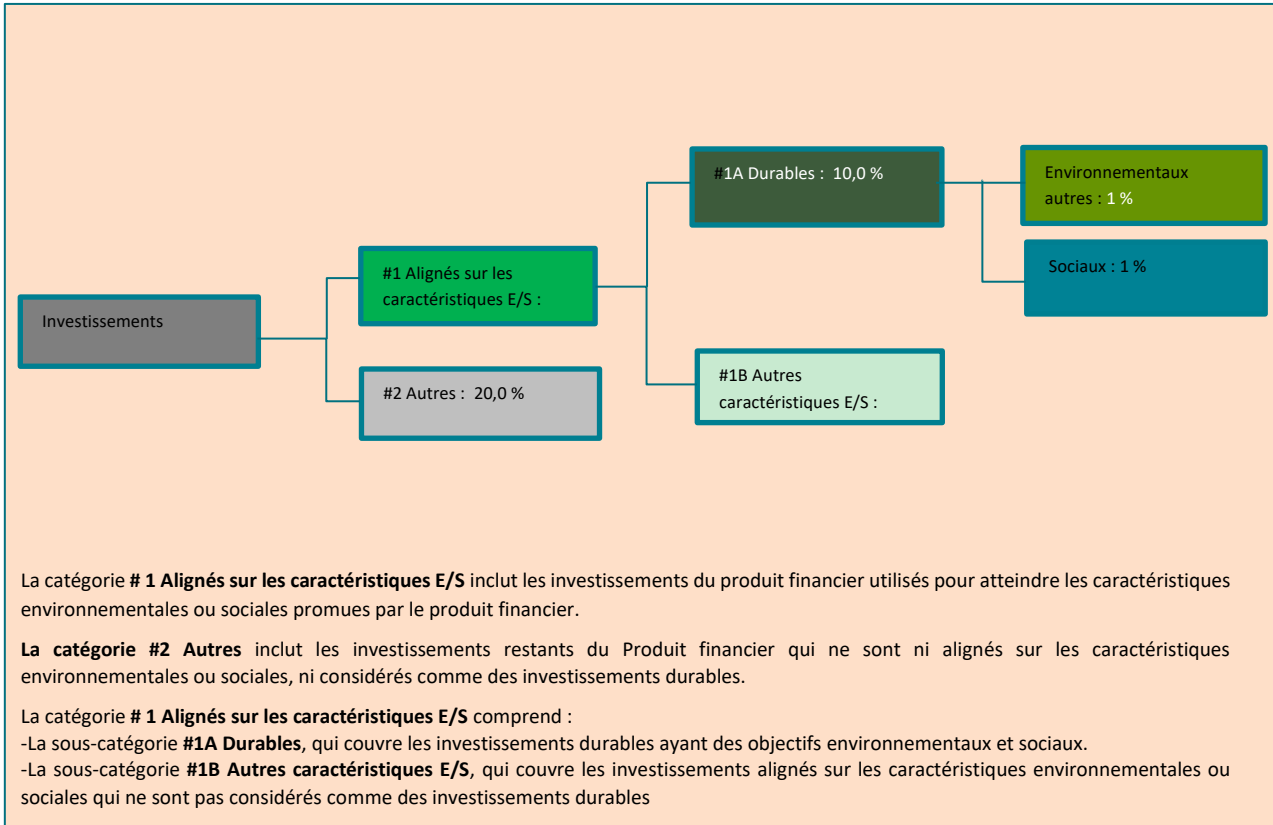 #1A Durables : 10,0 %
Environnementaux
autres : 1 %
#1 Alignés sur les
caractéristiques E/S :
Sociaux : 1 %
Investissements
#2 Autres : 20,0 %
#1B Autres
caractéristiques E/S :
La catégorie # 1 Alignés sur les caractéristiques E/S inclut les investissements du produit financier utilisés pour atteindre les caractéristiques
environnementales ou sociales promues par le produit financier.
La catégorie #2 Autres inclut les investissements restants du Produit financier qui ne sont ni alignés sur les caractéristiques
environnementales ou sociales, ni considérés comme des investissements durables.
La catégorie # 1 Alignés sur les caractéristiques E/S comprend :
-La sous-catégorie #1A Durables, qui couvre les investissements durables ayant des objectifs environnementaux et sociaux.
-La sous-catégorie #1B Autres caractéristiques E/S, qui couvre les investissements alignés sur les caractéristiques environnementales ou
sociales qui ne sont pas considérés comme des investissements durables